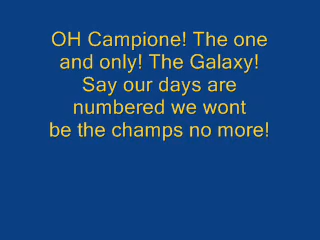 OH Campione! The one
and only! The Galaxy!
Say our days are
numbered we wont
be the champs no more!